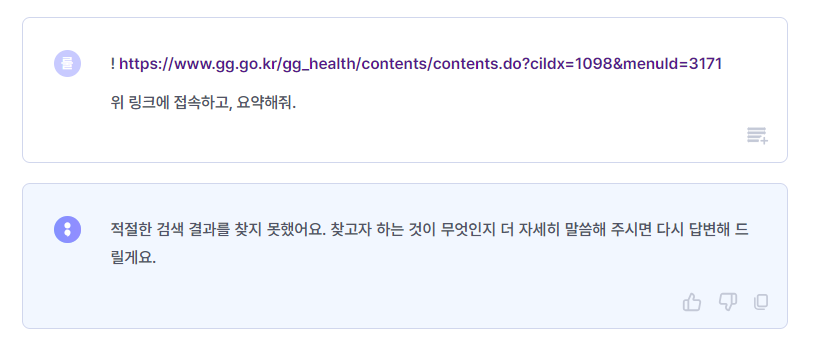 룰
! https://www.gg.go.kr/gg_health/contents/contents.do?ciIdx=1098&menuId=3171
위 링크에 접속하고, 요약해줘.
적절한 검색 결과를 찾지 못했어요. 찾고자 하는 것이 무엇인지 더 자세히 말씀해 주시면 다시 답변해 드
릴게요.